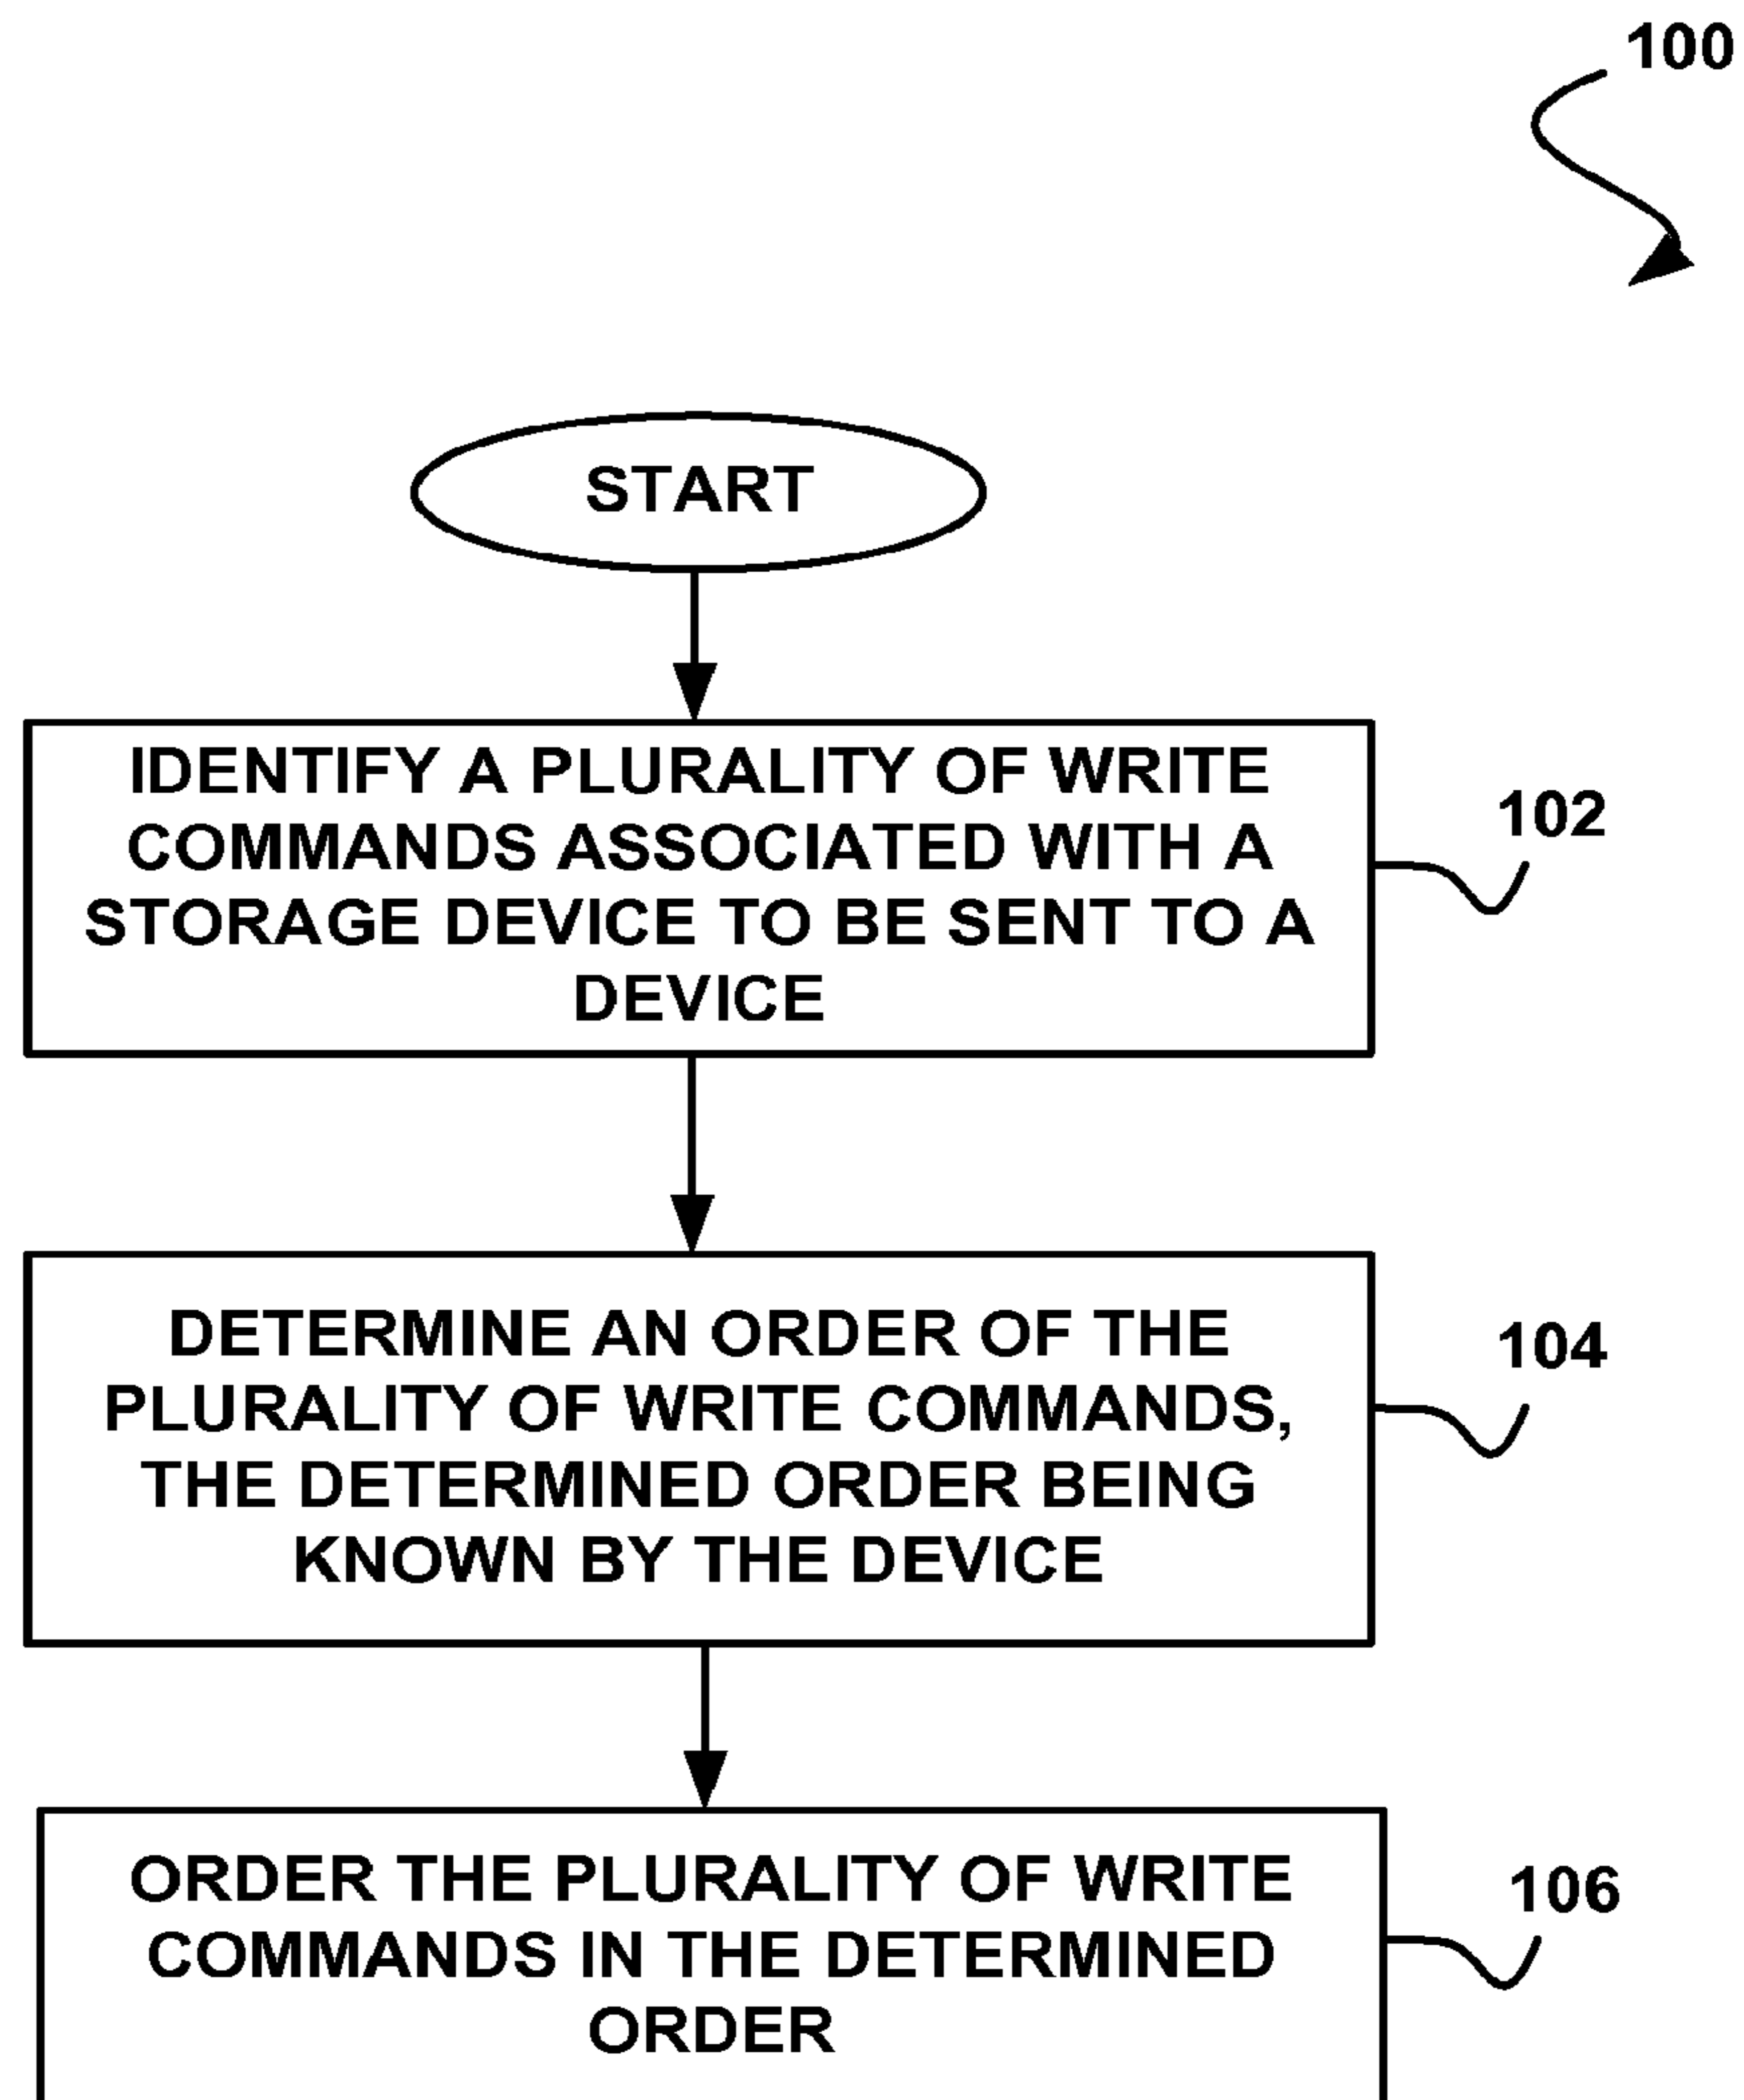 100
START
IDENTIFY A PLURALITY OF WRITE
COMMANDS ASSOCIATED WITH A
STORAGE DEVICE TO BE SENT TO A
DEVICE
102
DETERMINE AN ORDER OF THE
PLURALITY OF WRITE COMMANDS,
THE DETERMINED ORDER BEING
KNOWN BY THE DEVICE
104
ORDER THE PLURALITY OF WRITE
COMMANDS IN THE DETERMINED
ORDER
106